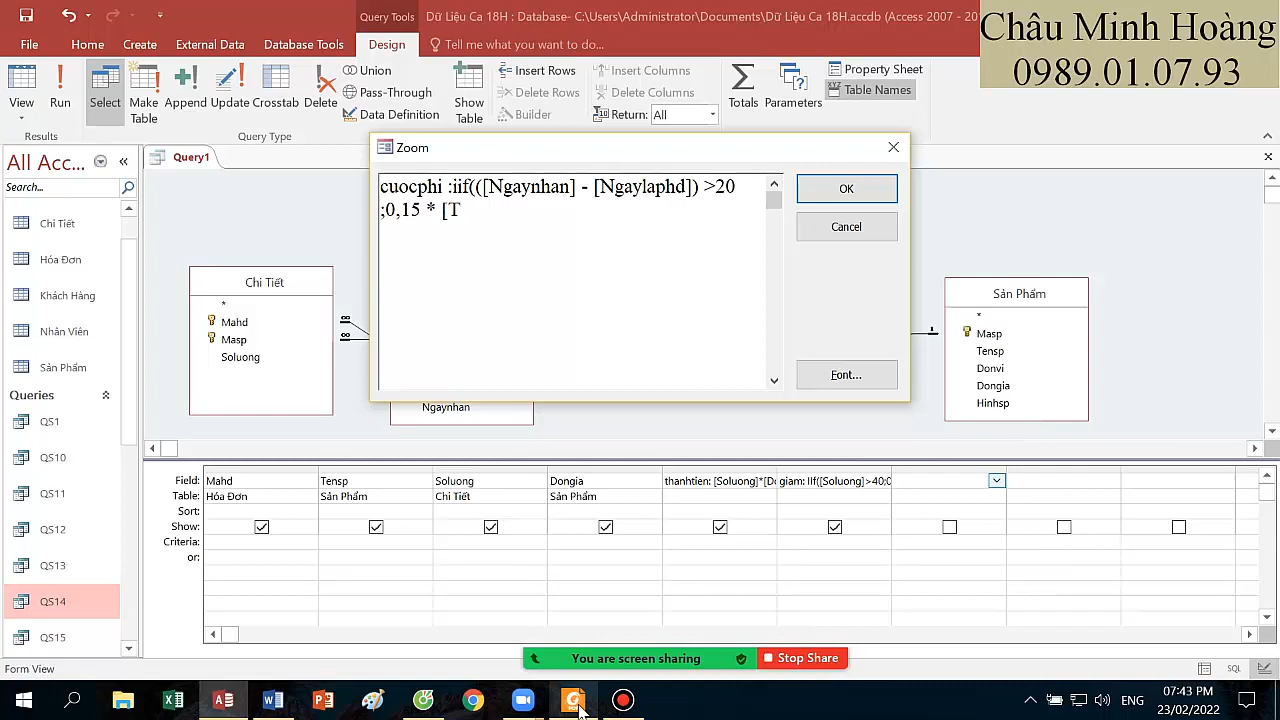 Query Tools
Dữ Liệu Ca 18H : Database- C:\Users\Administrator\Documents\Dữ Liệu Ca 18H.accdb (Access 2007 - 20
Châu Minh Hoàng
0989.01.07.93
File
Home
Create
External Data
Database Tools
Design
Tell me what you want to do...
View
Run
Select
Make Table
Append
Update
Crosstab
Delete
Union
Pass-Through
Data Definition
Show Table
Insert Rows
Delete Rows
Builder
Insert Columns
Delete Columns
Return: All
Totals
Parameters
Property Sheet
Table Names
Results
Query Type
All Acc...
Search...
Query1
Chi Tiết
Hóa Đơn
Khách Hàng
Nhân Viên
Sản Phẩm
Queries
QS1
QS10
QS11
QS12
QS13
QS14
QS15
Zoom
cuocphi :iif(([Ngaynhan] - [Ngaylaphd]) >20
;0,15 * [T
OK
Cancel
Font...
Chi Tiết
*
Mahd
Masp
Soluong
Ngaynhan
Sản Phẩm
*
Masp
Tensp
Donvi
Dongia
Hinhsp
Field: Mahd Tensp Soluong Dongia thanhtien: [Soluong]*[Do giam: IIf([Soluong]>40;0
Table: Hóa Đơn Sản Phẩm Chi Tiết Sản Phẩm
Sort:
Show:
Criteria:
or:
You are screen sharing
Stop Share
Form View
SQL
ENG
07:43 PM
23/02/2022